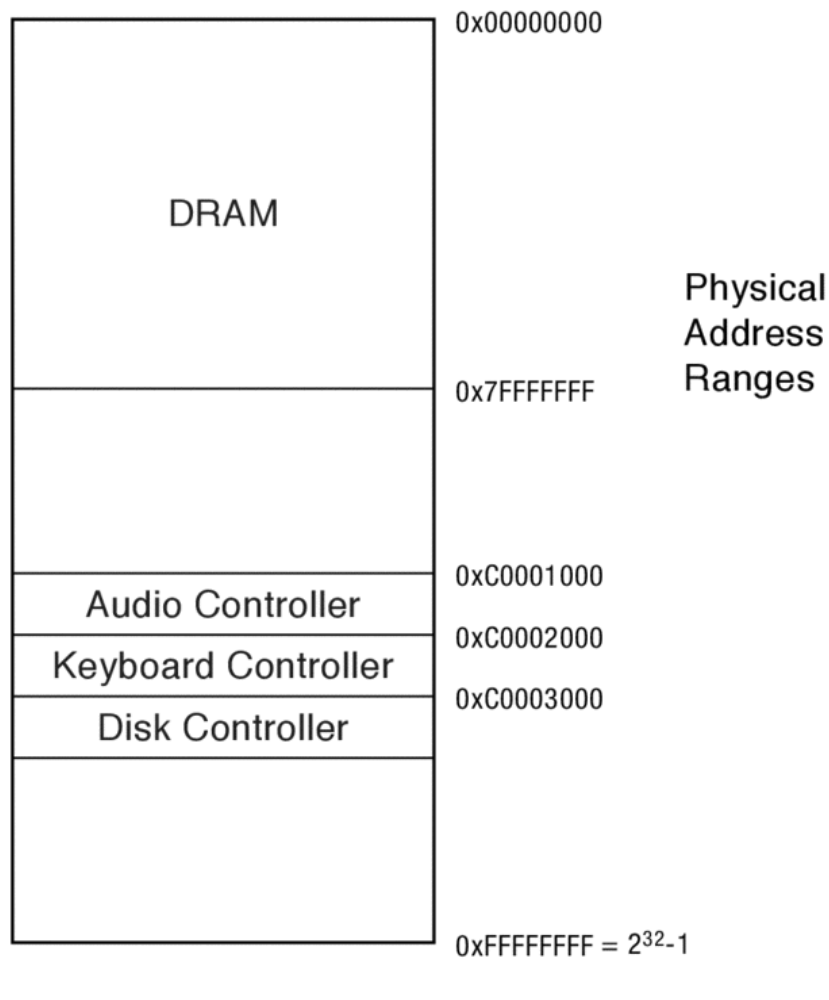 0x00000000
DRAM
Physical
Address
Ranges
0x7FFFFFFF
0xC0001000
Audio Controller
0xC0002000
Keyboard Controller
0xC0003000
Disk Controller
0xFFFFFFFF = 2³²-1